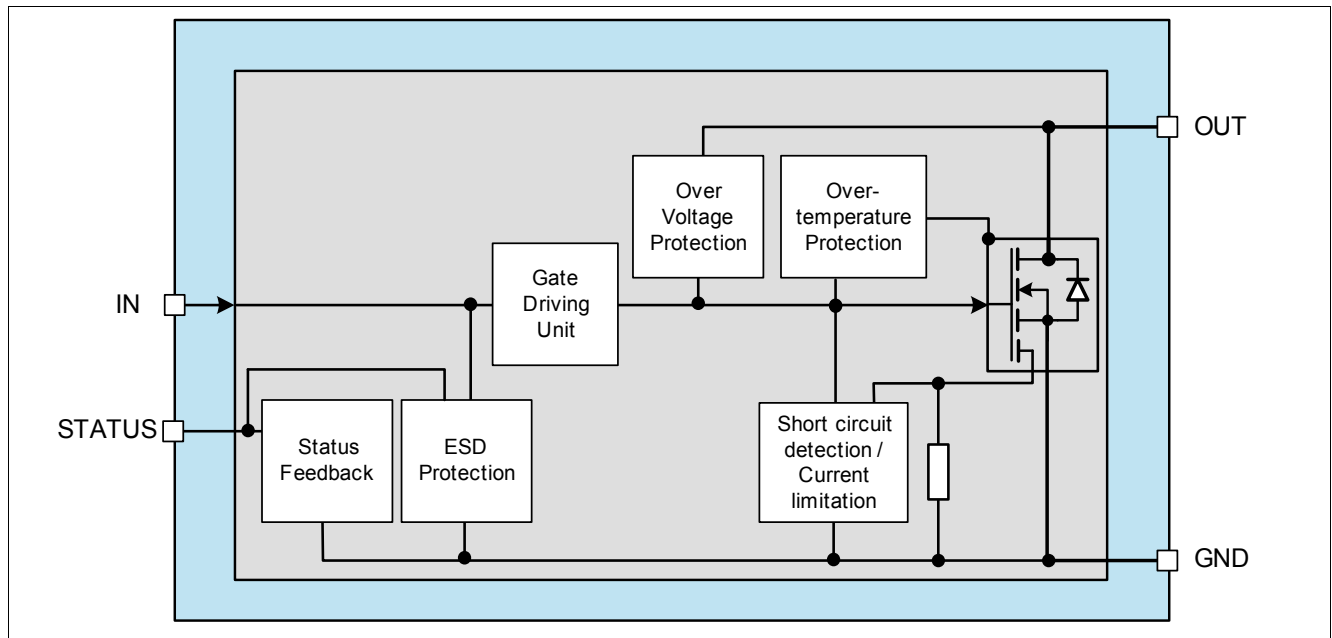 OUT
Over
Voltage
Protection
Over-
temperature
Protection
Gate
Driving
Unit
IN
STATUS
Status
Feedback
ESD
Protection
Short circuit
detection /
Current
limitation
GND